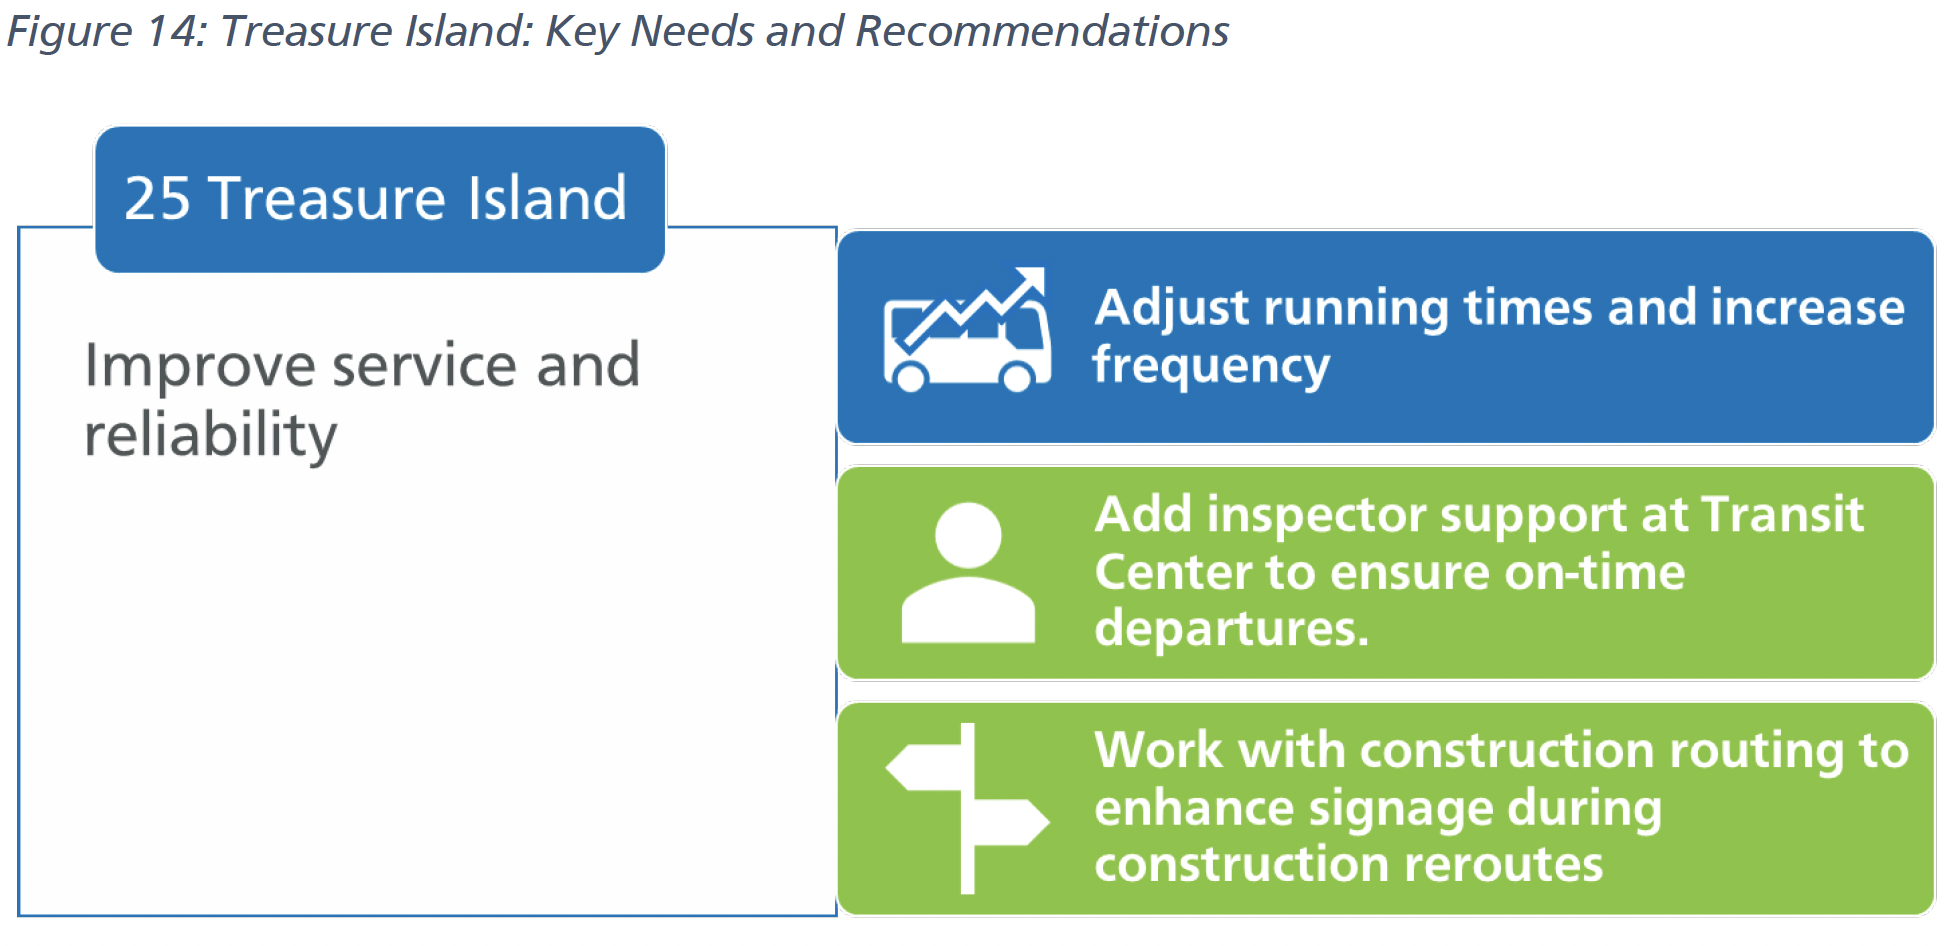 Figure 14: Treasure Island: Key Needs and Recommendations
25 Treasure Island
Improve service and
reliability
Adjust running times and increase
frequency
Add inspector support at Transit
Center to ensure on-time
departures.
Work with construction routing to
enhance signage during
construction reroutes